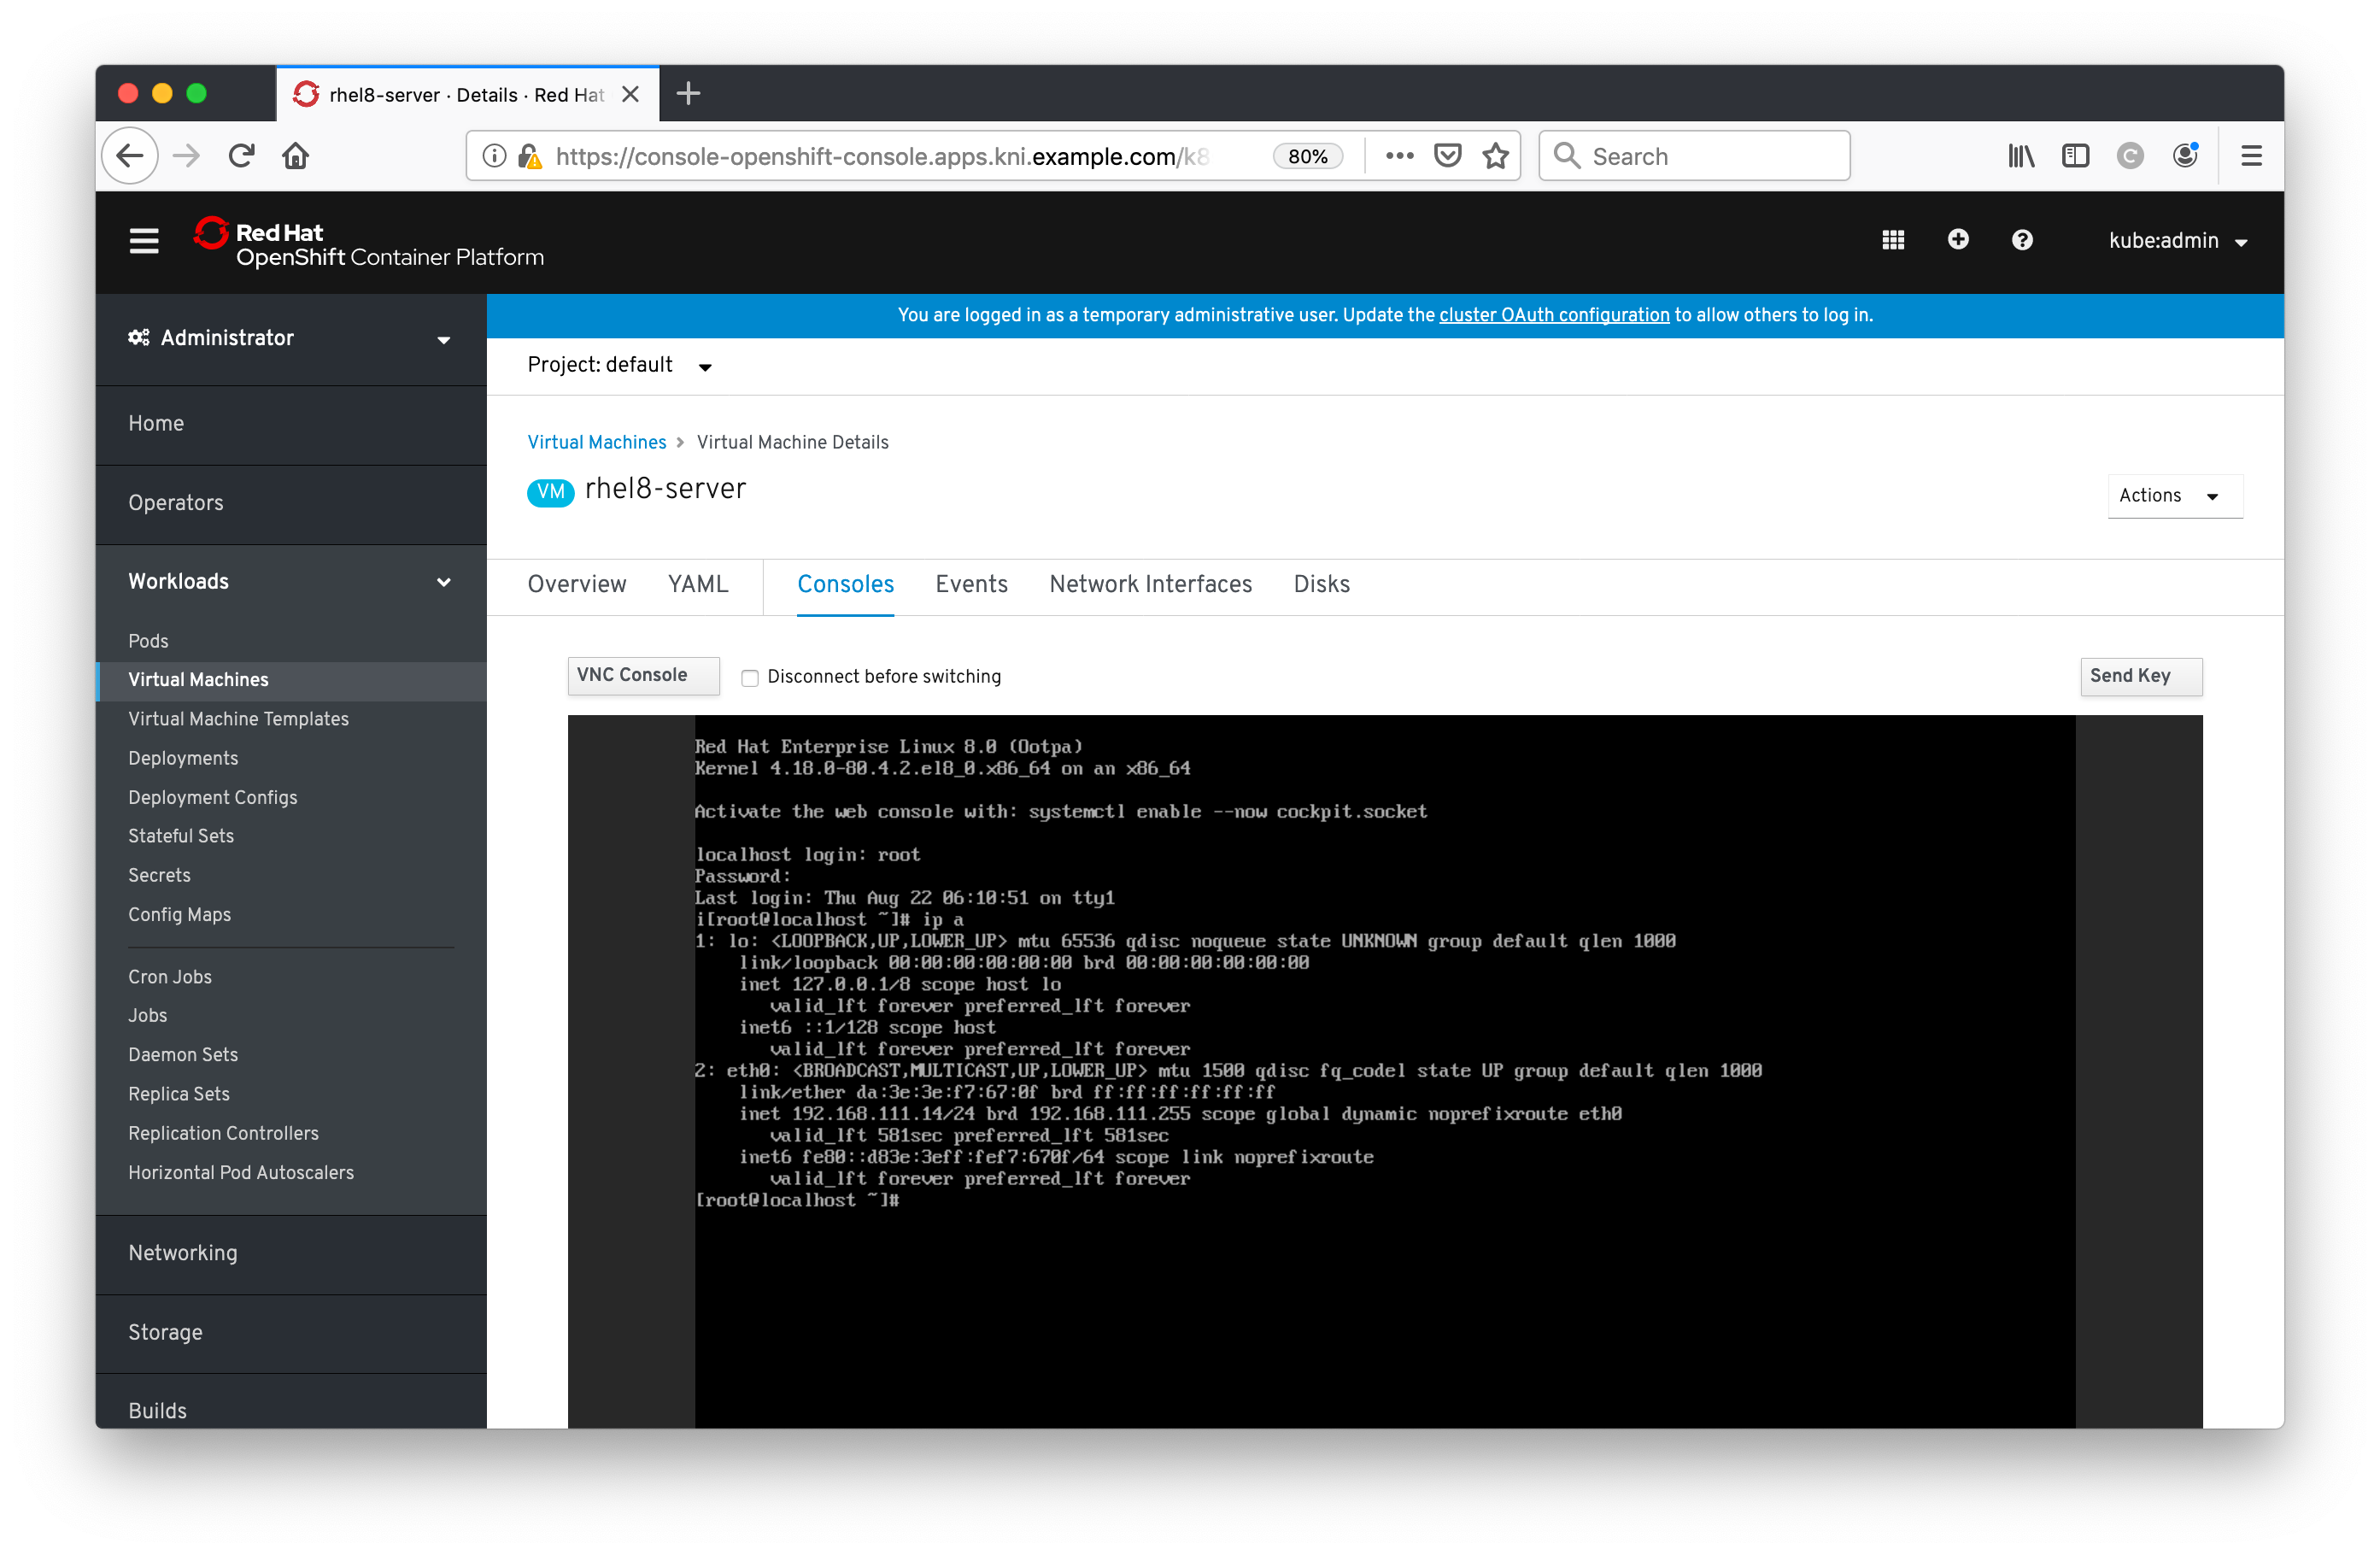 rhel8-server · Details · Red Hat
https://console-openshift-console.apps.kni.example.com/k8
80%
Search
Red Hat
OpenShift Container Platform
kube:admin
Administrator
You are logged in as a temporary administrative user. Update the cluster OAuth configuration to allow others to log in.
Project: default
Home
Virtual Machines > Virtual Machine Details
VM rhel8-server
Actions
Operators
Workloads
Overview YAML Consoles Events Network Interfaces Disks
Pods
Virtual Machines
Virtual Machine Templates
Deployments
Deployment Configs
Stateful Sets
Secrets
Config Maps
Cron Jobs
Jobs
Daemon Sets
Replica Sets
Replication Controllers
Horizontal Pod Autoscalers
Networking
Storage
Builds
VNC Console
Disconnect before switching
Send Key
Red Hat Enterprise Linux 8.0 (Ootpa)
Kernel 4.18.0-80.4.2.el8_0.x86_64 on an x86_64
Activate the web console with: systemctl enable --now cockpit.socket
localhost login: root
Password:
Last login: Thu Aug 22 06:10:51 on tty1
i[root@localhost ~]# ip a
1: lo: <LOOPBACK,UP,LOWER_UP> mtu 65536 qdisc noqueue state UNKNOWN group default qlen 1000
link/loopback 00:00:00:00:00:00 brd 00:00:00:00:00:00
inet 127.0.0.1/8 scope host lo
valid_lft forever preferred_lft forever
inet6 ::1/128 scope host
valid_lft forever preferred_lft forever
2: eth0: <BROADCAST,MULTICAST,UP,LOWER_UP> mtu 1500 qdisc fq_codel state UP group default qlen 1000
link/ether da:3e:3e:f7:67:0f brd ff:ff:ff:ff:ff:ff
inet 192.168.111.14/24 brd 192.168.111.255 scope global dynamic noprefixroute eth0
valid_lft 581sec preferred_lft 581sec
inet6 fe80::d83e:3eff:fef7:670f/64 scope link noprefixroute
valid_lft forever preferred_lft forever
[root@localhost ~]#